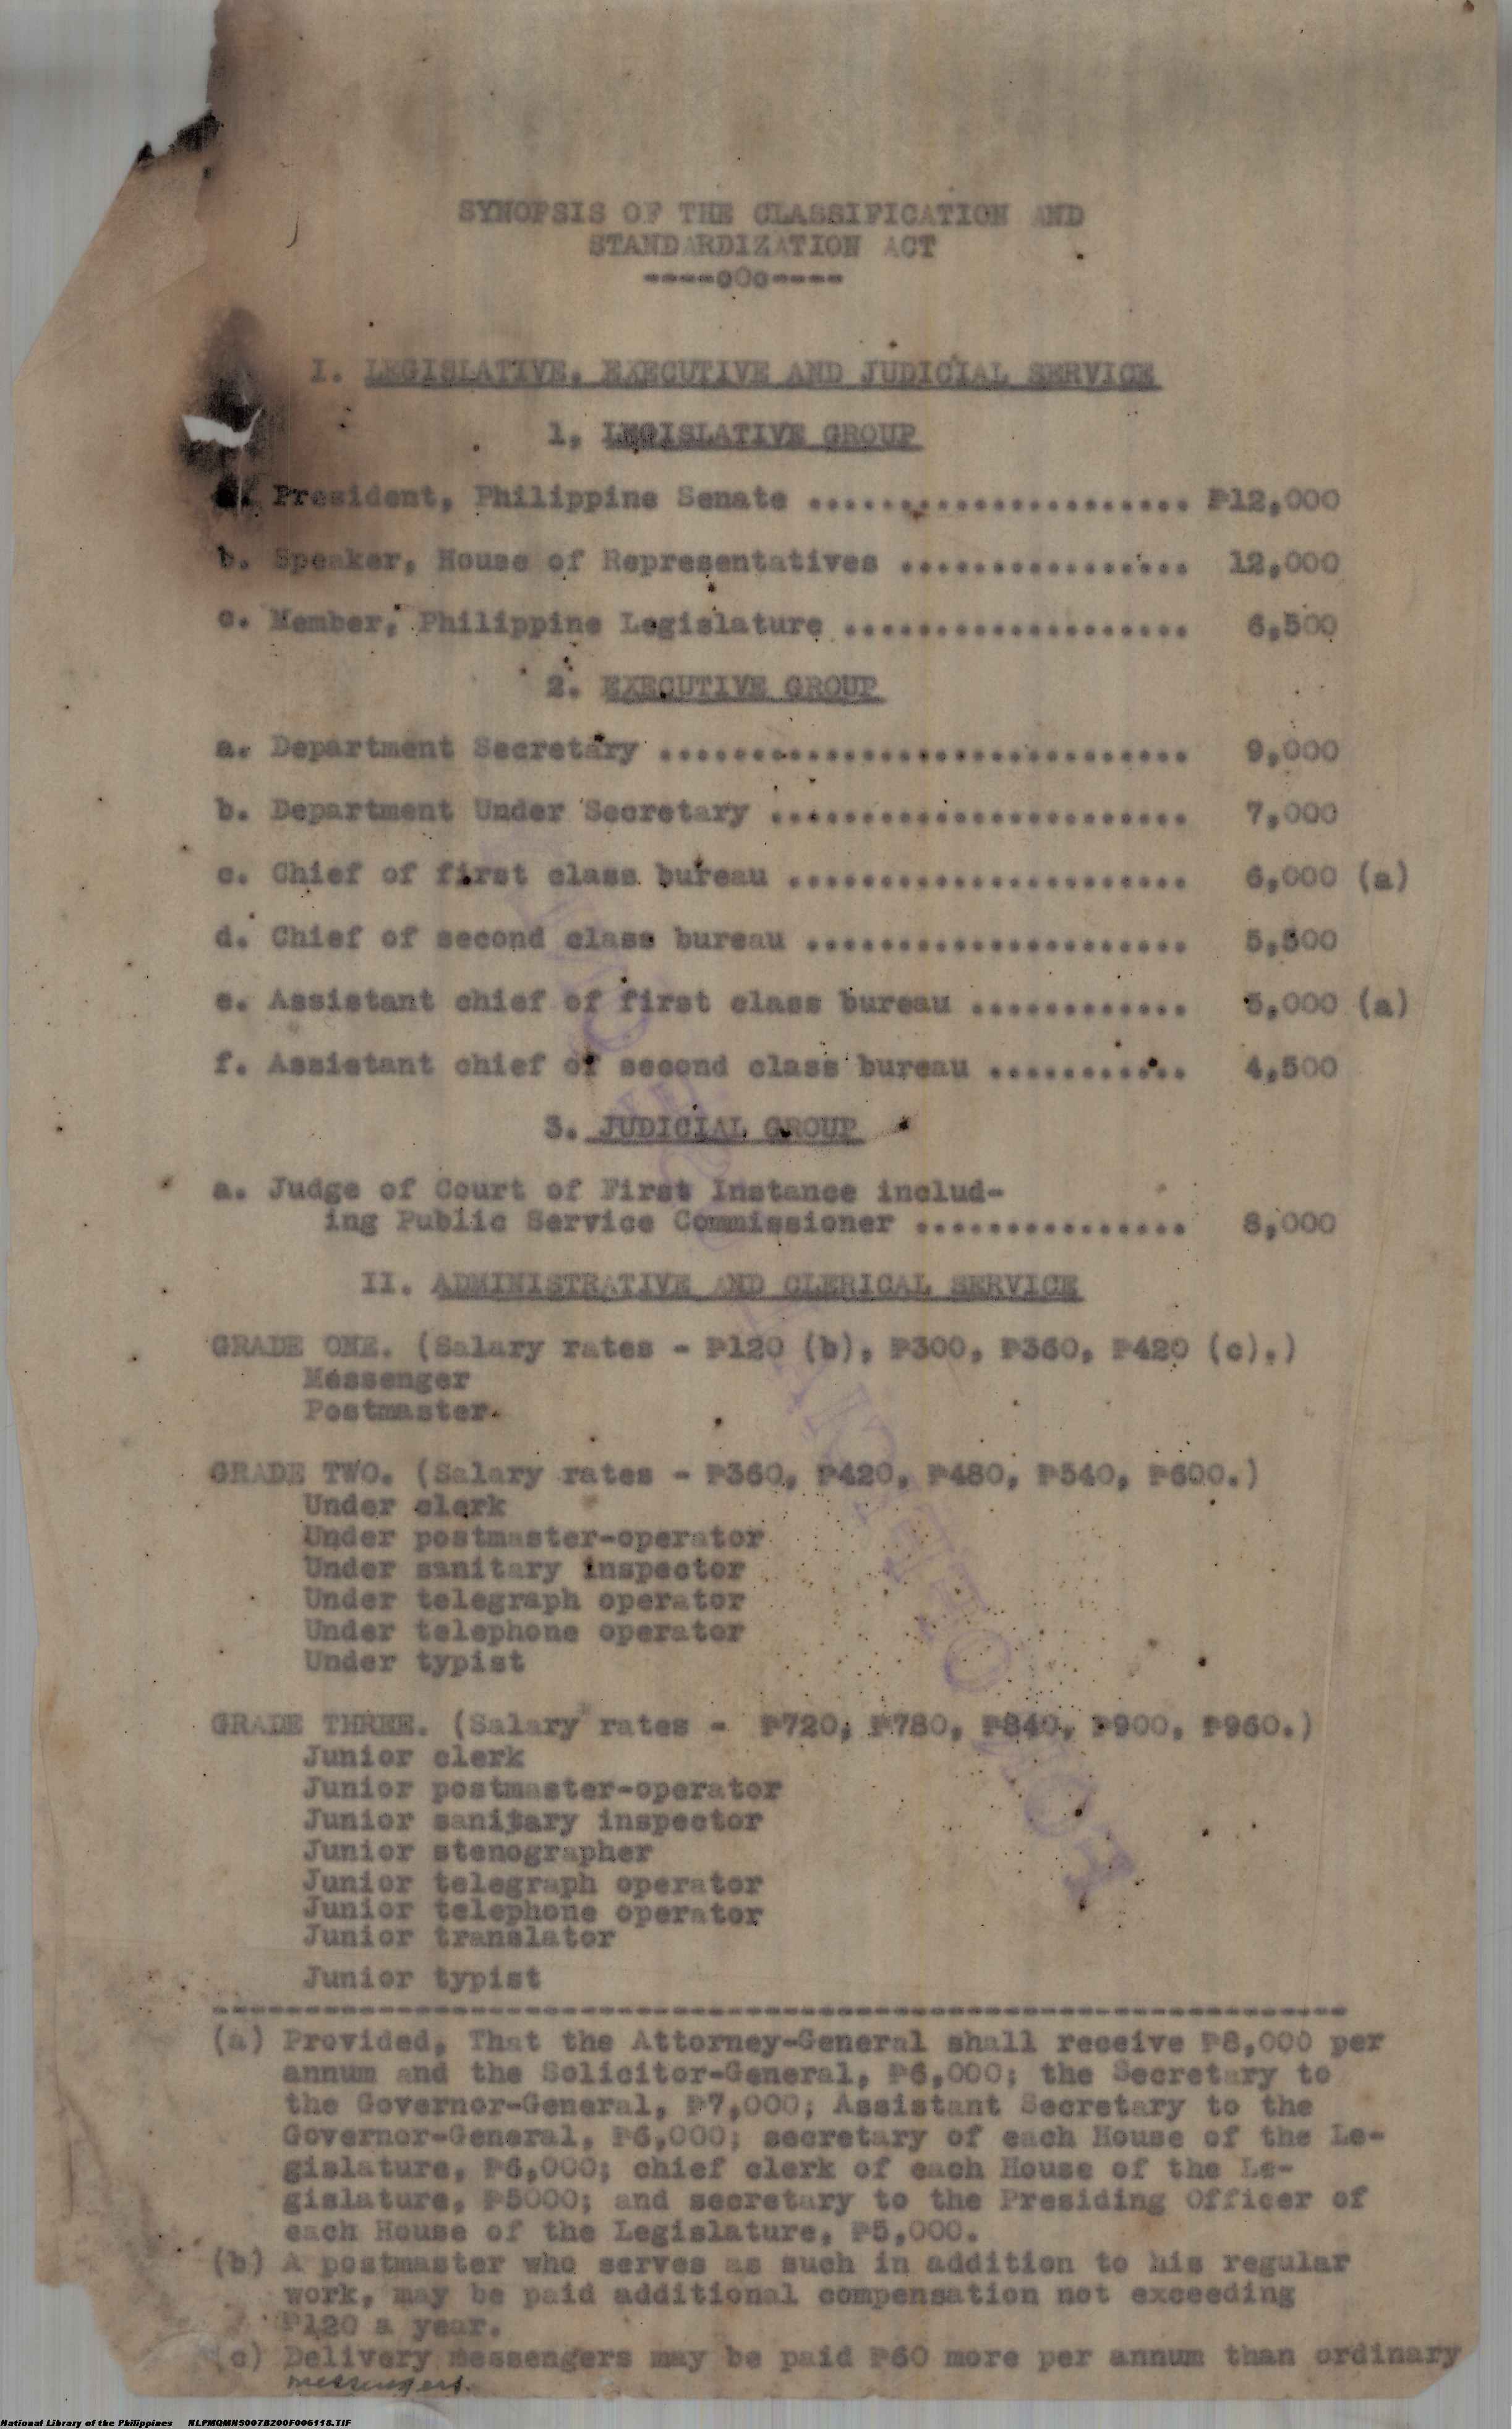 SYNOPSIS OF THE CLASSIFICATION AND
STANDARDIZATION ACT
----o0o----
I. LEGISLATIVE, EXECUTIVE AND JUDICIAL SERVICE
1. LEGISLATIVE GROUP
a. President, Philippine Senate ..................... ₱12,000
b. Speaker, House of Representatives ................ 12,000
c. Member, Philippine Legislature ................... 6,500
2. EXECUTIVE GROUP
a. Department Secretary ............................. 9,000
b. Department Under Secretary ....................... 7,000
c. Chief of first class bureau ...................... 6,000 (a)
d. Chief of second class bureau ..................... 5,500
e. Assistant chief of first class bureau ............ 5,000 (a)
f. Assistant chief of second class bureau ........... 4,500
3. JUDICIAL GROUP
a. Judge of Court of First Instance includ-
ing Public Service Commissioner ............... 8,000
II. ADMINISTRATIVE AND CLERICAL SERVICE
GRADE ONE. (Salary rates - ₱120 (b), ₱300, ₱360, ₱420 (c).)
Messenger
Postmaster.
GRADE TWO. (Salary rates - ₱360, ₱420, ₱480, ₱540, ₱600.)
Under clerk
Under postmaster-operator
Under sanitary inspector
Under telegraph operator
Under telephone operator
Under typist
GRADE THREE. (Salary rates - ₱720, ₱780, ₱840, ₱900, ₱960.)
Junior clerk
Junior postmaster-operator
Junior sanitary inspector
Junior stenographer
Junior telegraph operator
Junior telephone operator
Junior translator
Junior typist
(a) Provided, That the Attorney-General shall receive ₱8,000 per
annum and the Solicitor-General, ₱6,000; the Secretary to
the Governor-General, ₱7,000; Assistant Secretary to the
Governor-General, ₱6,000; secretary of each House of the Le-
gislature, ₱6,000; chief clerk of each House of the Le-
gislature, ₱5000; and secretary to the Presiding Officer of
each House of the Legislature, ₱5,000.
(b) A postmaster who serves as such in addition to his regular
work, may be paid additional compensation not exceeding
₱120 a year.
(c) Delivery messengers may be paid ₱60 more per annum than ordinary
messengers.
National Library of the Philippines NLPMQMNS007B200F006118.TIF